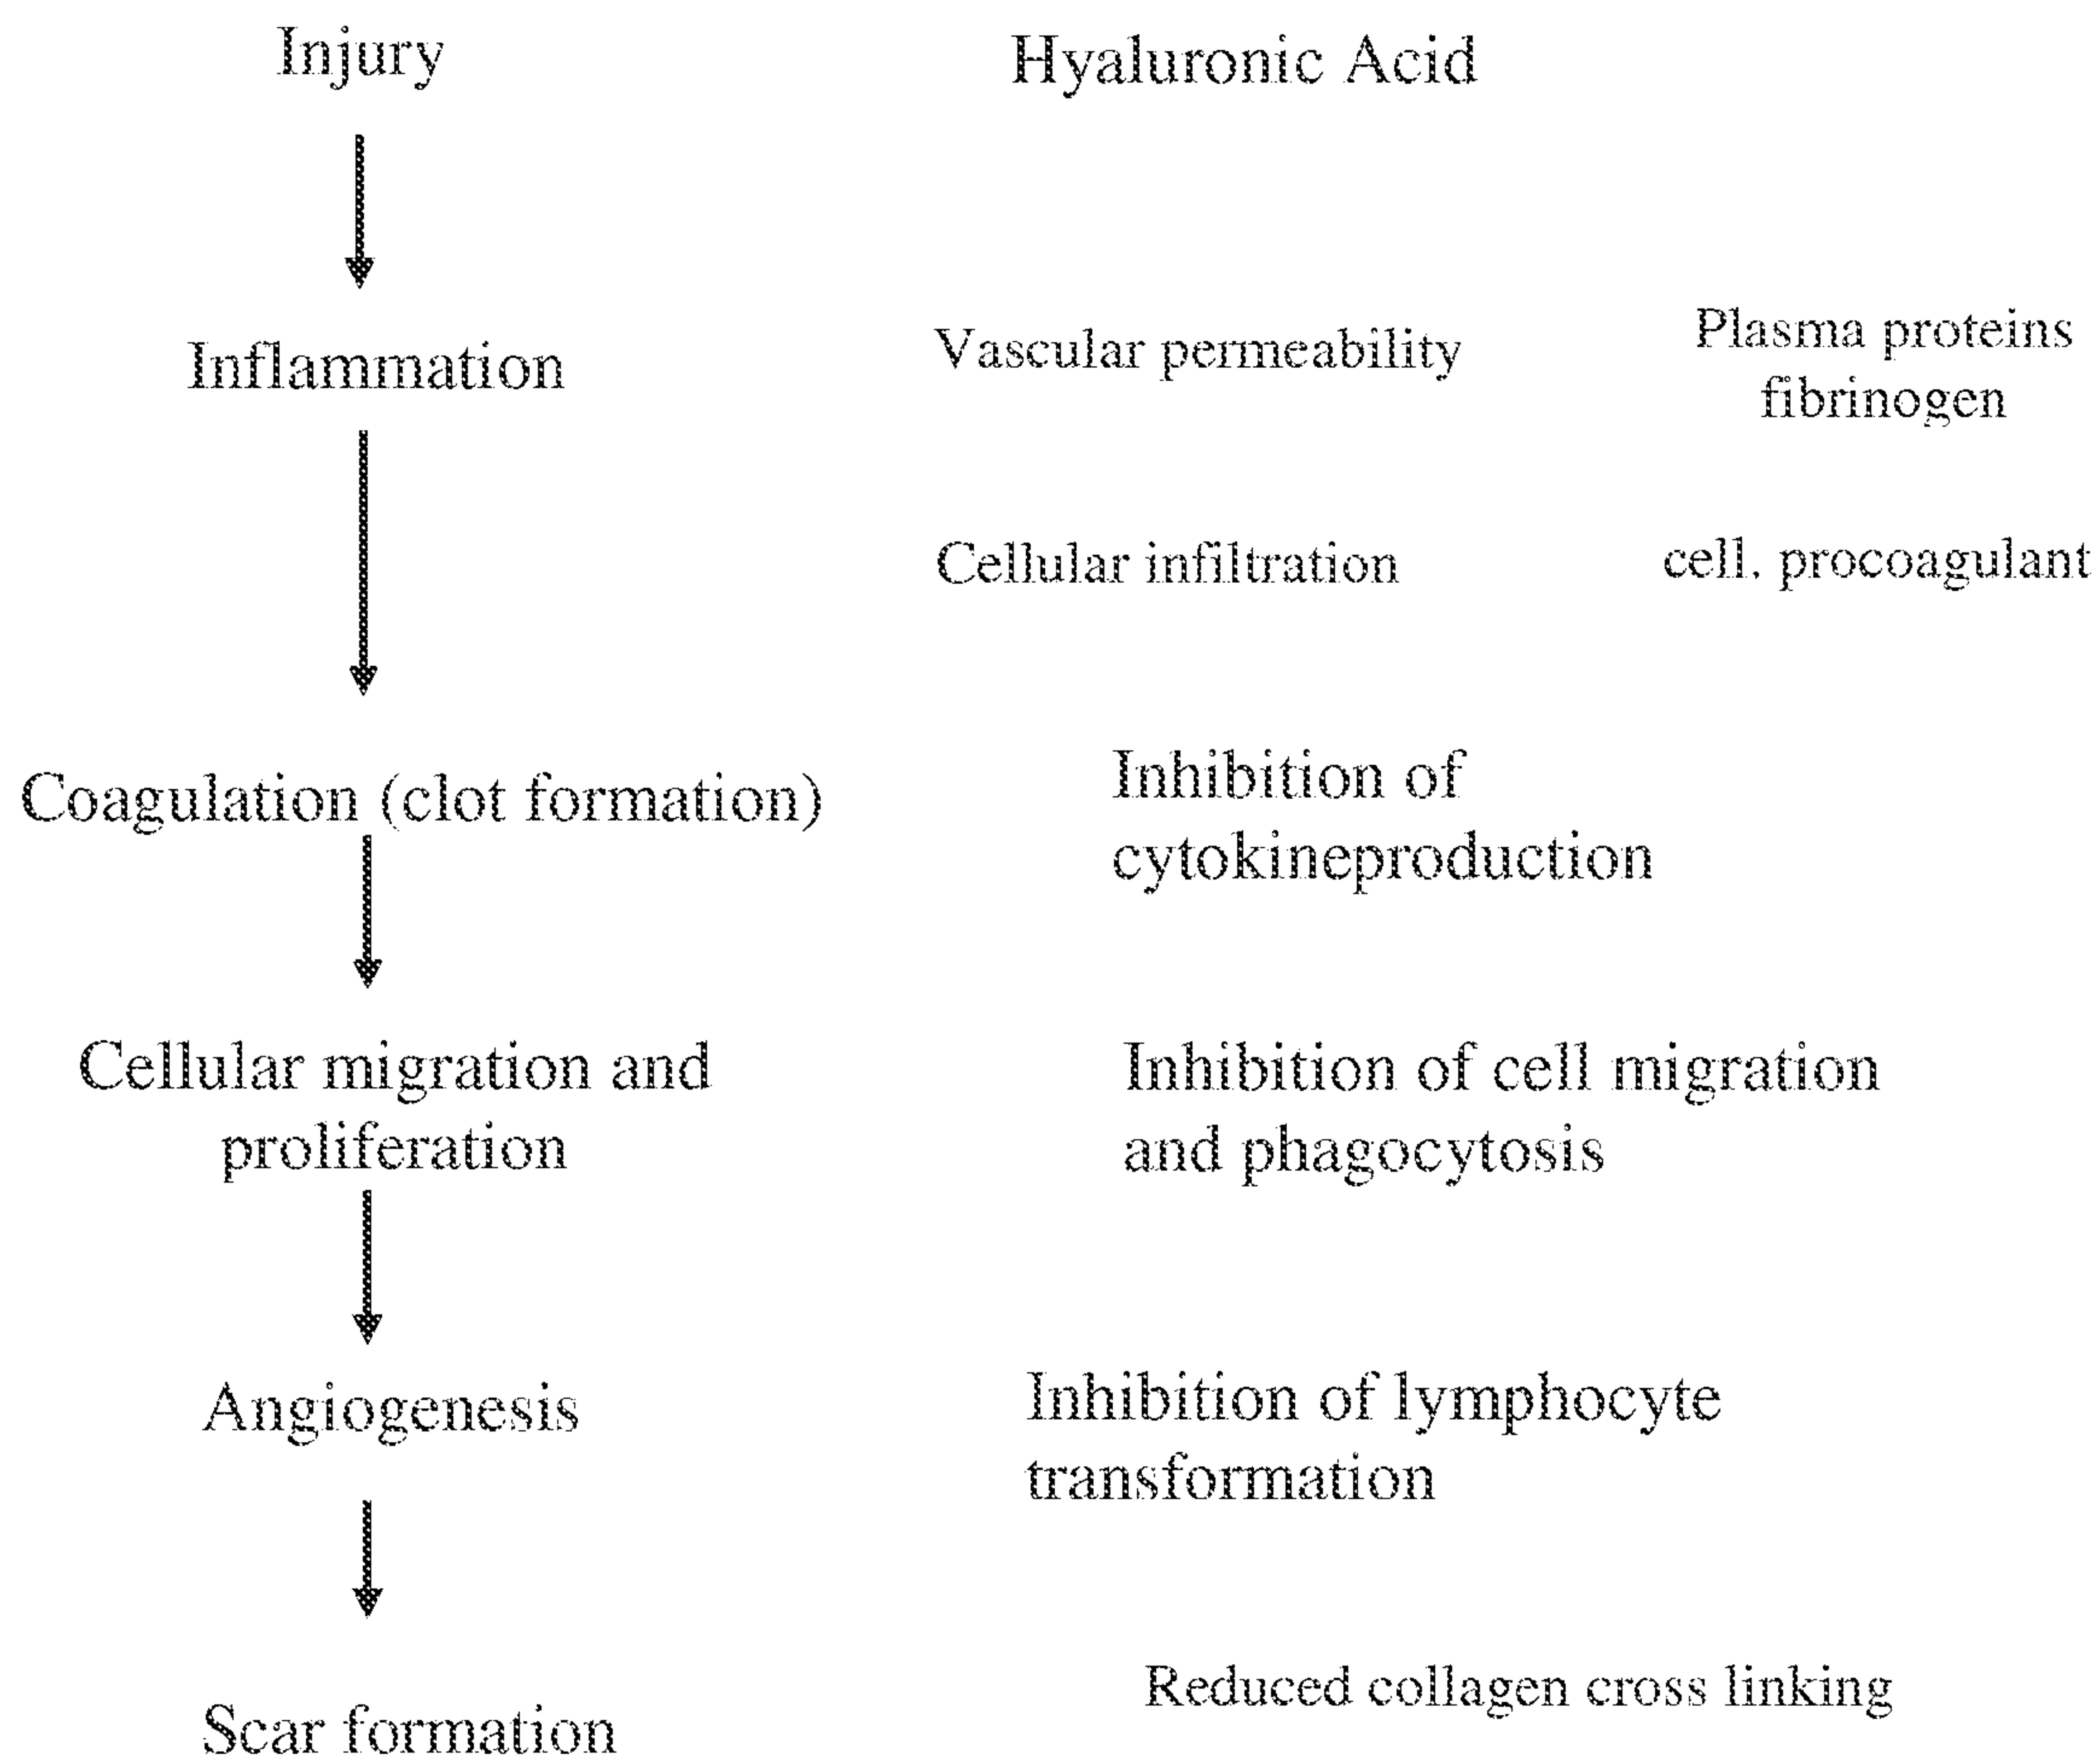 Injury
Hyaluronic Acid
Inflammation
Vascular permeability
Plasma proteins
fibrinogen
Cellular infiltration
cell. procoagulant
Coagulation (clot formation)
Inhibition of
cytokineproduction
Cellular migration and
proliferation
Inhibition of cell migration
and phagocytosis
Angiogenesis
Inhibition of lymphocyte
transformation
Scar formation
Reduced collagen cross linking